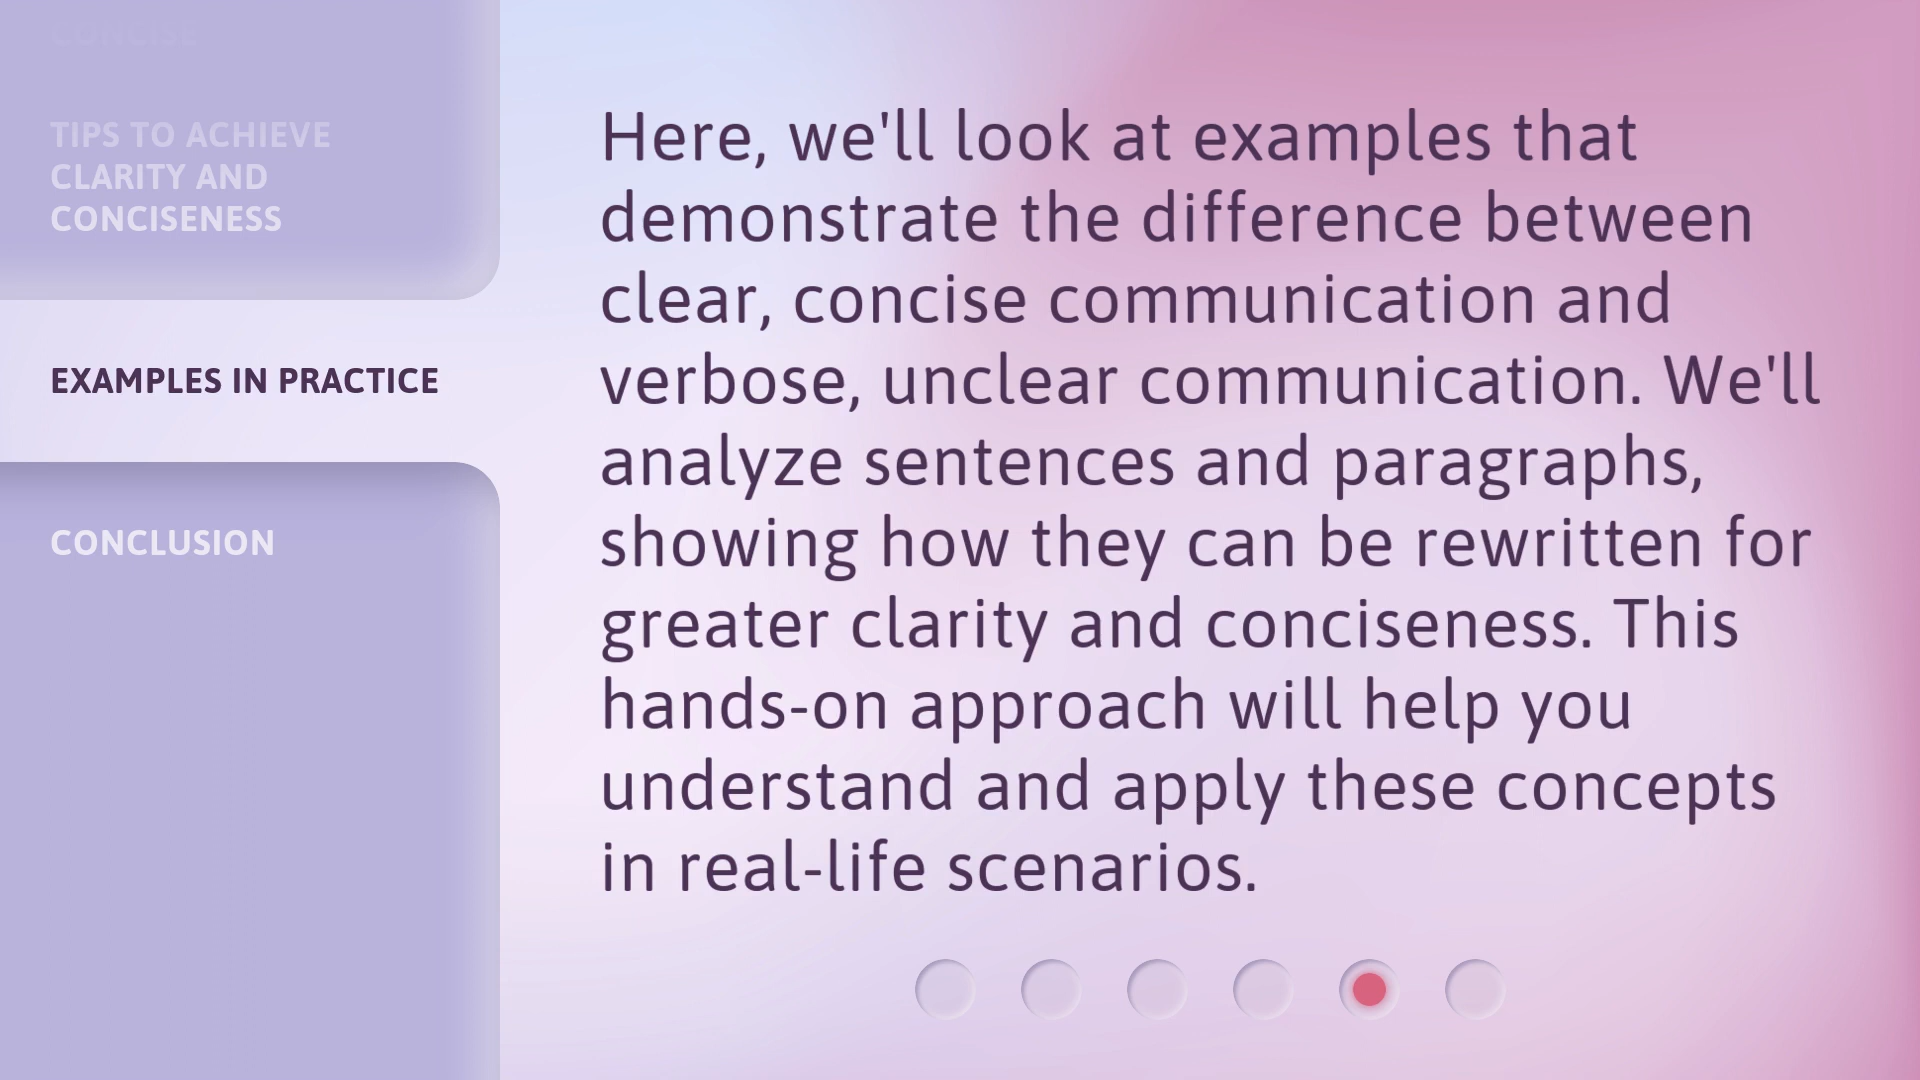 CONCISE
TIPS TO ACHIEVE
CLARITY AND
CONCISENESS
EXAMPLES IN PRACTICE
CONCLUSION
Here, we'll look at examples that
demonstrate the difference between
clear, concise communication and
verbose, unclear communication. We'll
analyze sentences and paragraphs,
showing how they can be rewritten for
greater clarity and conciseness. This
hands-on approach will help you
understand and apply these concepts
in real-life scenarios.